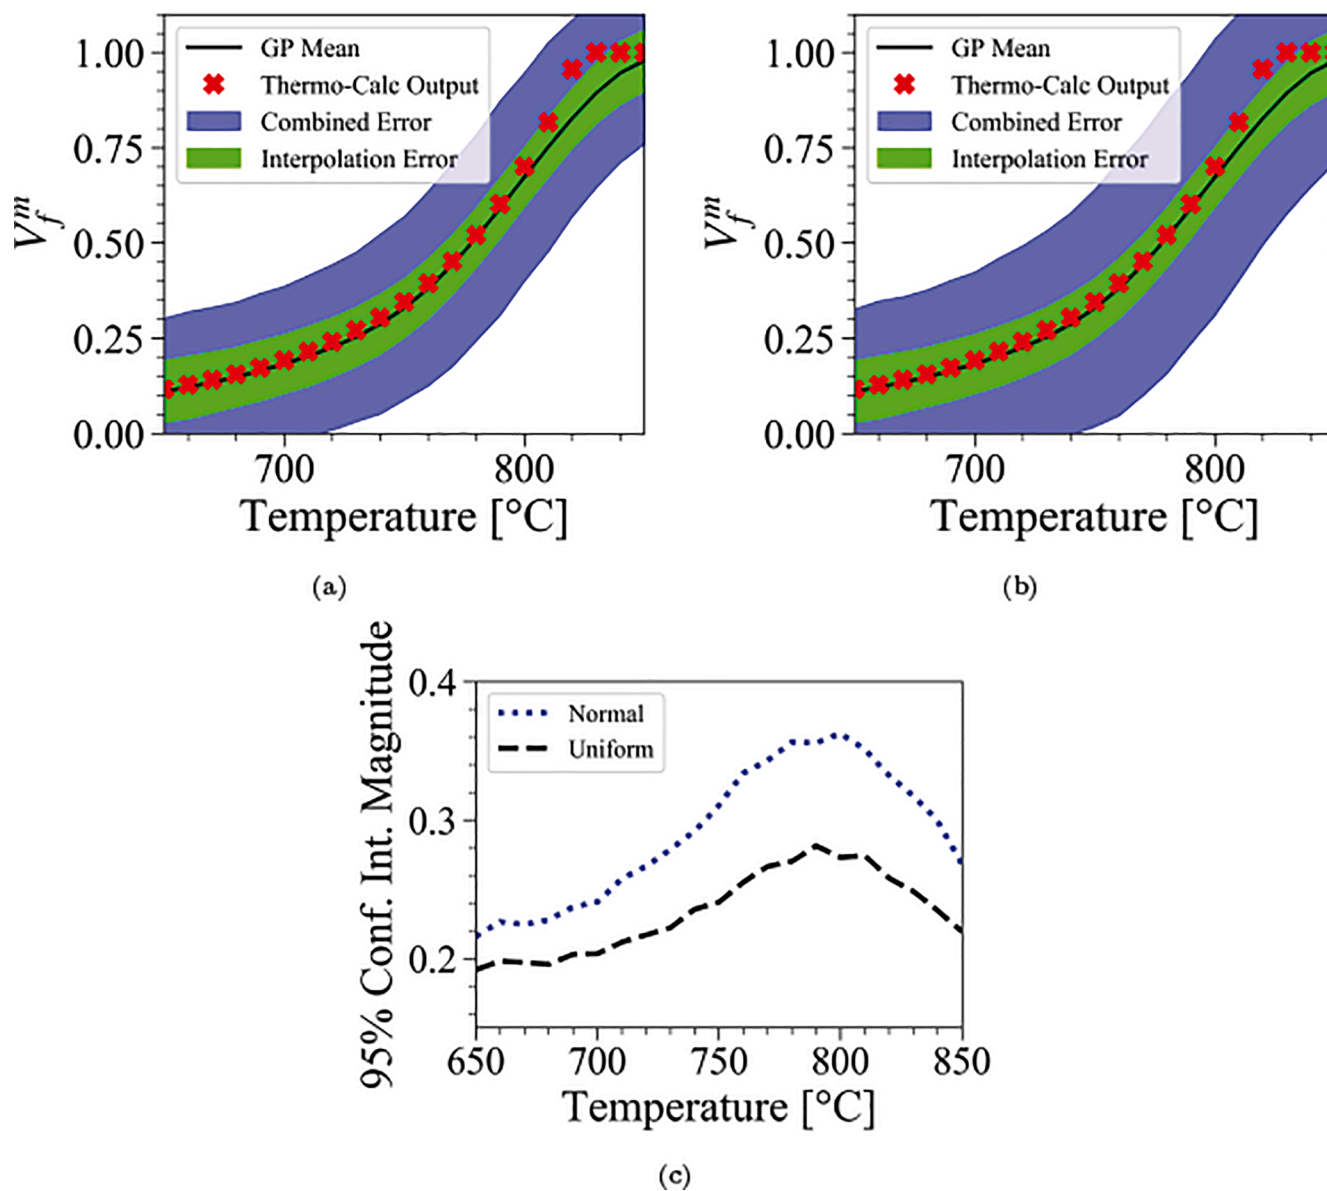 1.00
0.75
0.50
0.25
0.00
V_f^m
GP Mean
Thermo-Calc Output
Combined Error
Interpolation Error
700
800
Temperature [°C]
(a)
1.00
0.75
0.50
0.25
0.00
V_f^m
GP Mean
Thermo-Calc Output
Combined Error
Interpolation Error
700
800
Temperature [°C]
(b)
95% Conf. Int. Magnitude
0.4
0.3
0.2
Normal
Uniform
650
700
750
800
850
Temperature [°C]
(c)